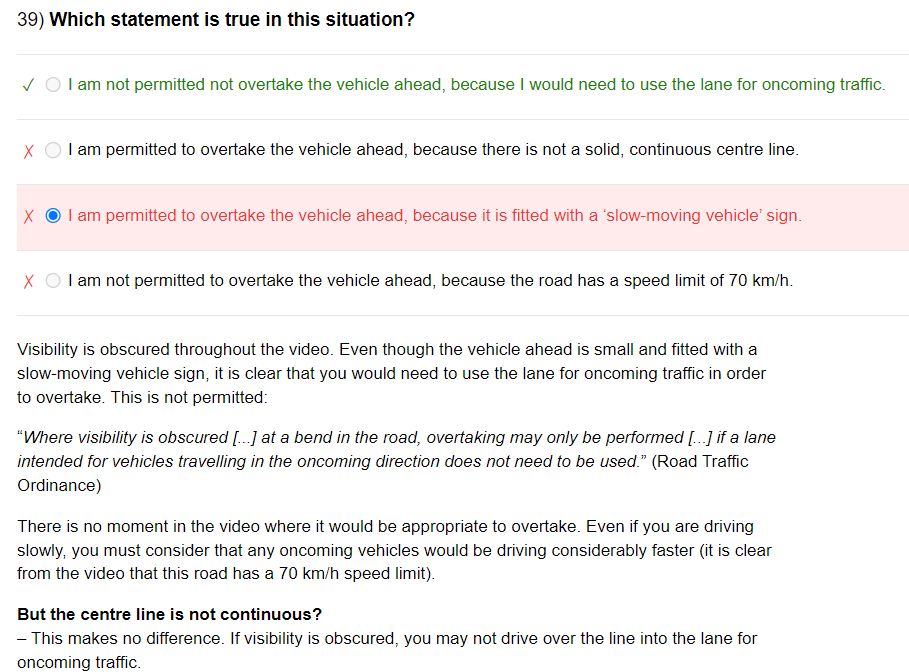 39) Which statement is true in this situation?
✓ I am not permitted not overtake the vehicle ahead, because I would need to use the lane for oncoming traffic.
X I am permitted to overtake the vehicle ahead, because there is not a solid, continuous centre line.
X I am permitted to overtake the vehicle ahead, because it is fitted with a ‘slow-moving vehicle’ sign.
X I am not permitted to overtake the vehicle ahead, because the road has a speed limit of 70 km/h.
Visibility is obscured throughout the video. Even though the vehicle ahead is small and fitted with a
slow-moving vehicle sign, it is clear that you would need to use the lane for oncoming traffic in order
to overtake. This is not permitted:
“Where visibility is obscured [...] at a bend in the road, overtaking may only be performed [...] if a lane
intended for vehicles travelling in the oncoming direction does not need to be used.” (Road Traffic
Ordinance)
There is no moment in the video where it would be appropriate to overtake. Even if you are driving
slowly, you must consider that any oncoming vehicles would be driving considerably faster (it is clear
from the video that this road has a 70 km/h speed limit).
But the centre line is not continuous?
– This makes no difference. If visibility is obscured, you may not drive over the line into the lane for
oncoming traffic.